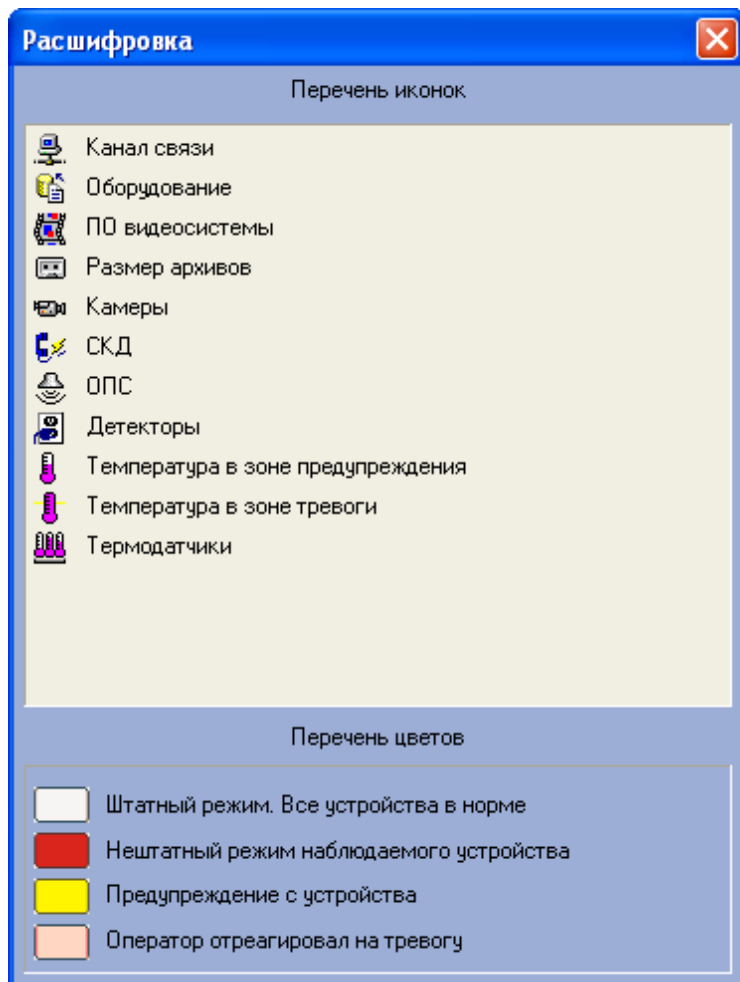 Расшифровка
Перечень иконок
Канал связи
Оборудование
ПО видеосистемы
Размер архивов
Камеры
СКД
ОПС
Детекторы
Температура в зоне предупреждения
Температура в зоне тревоги
Термодатчики
Перечень цветов
Штатный режим. Все устройства в норме
Нештатный режим наблюдаемого устройства
Предупреждение с устройства
Оператор отреагировал на тревогу